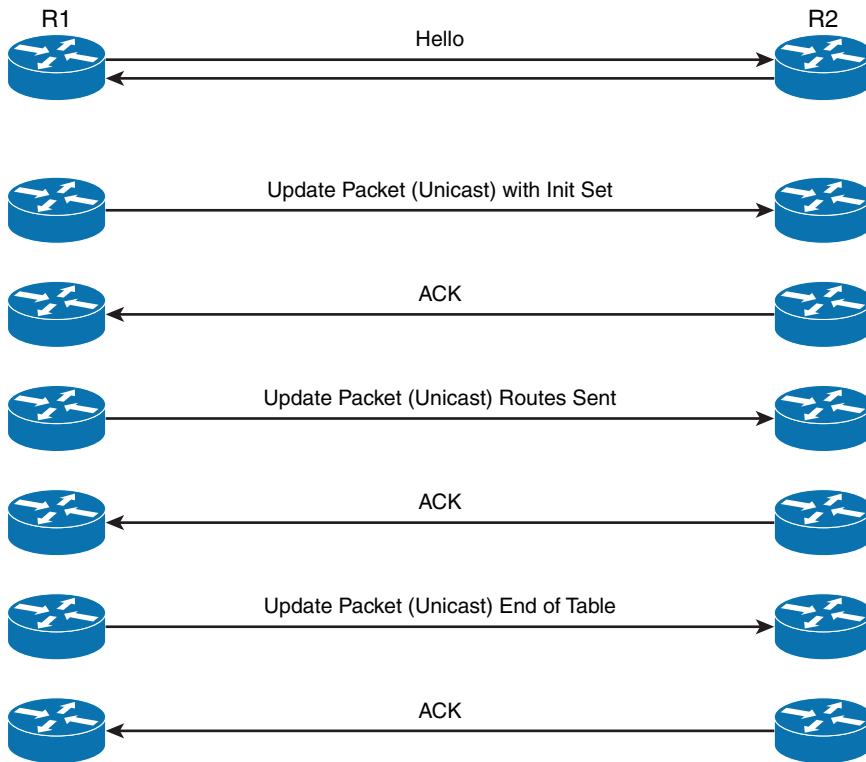 R1
R2
Hello
Update Packet (Unicast) with Init Set
ACK
Update Packet (Unicast) Routes Sent
ACK
Update Packet (Unicast) End of Table
ACK